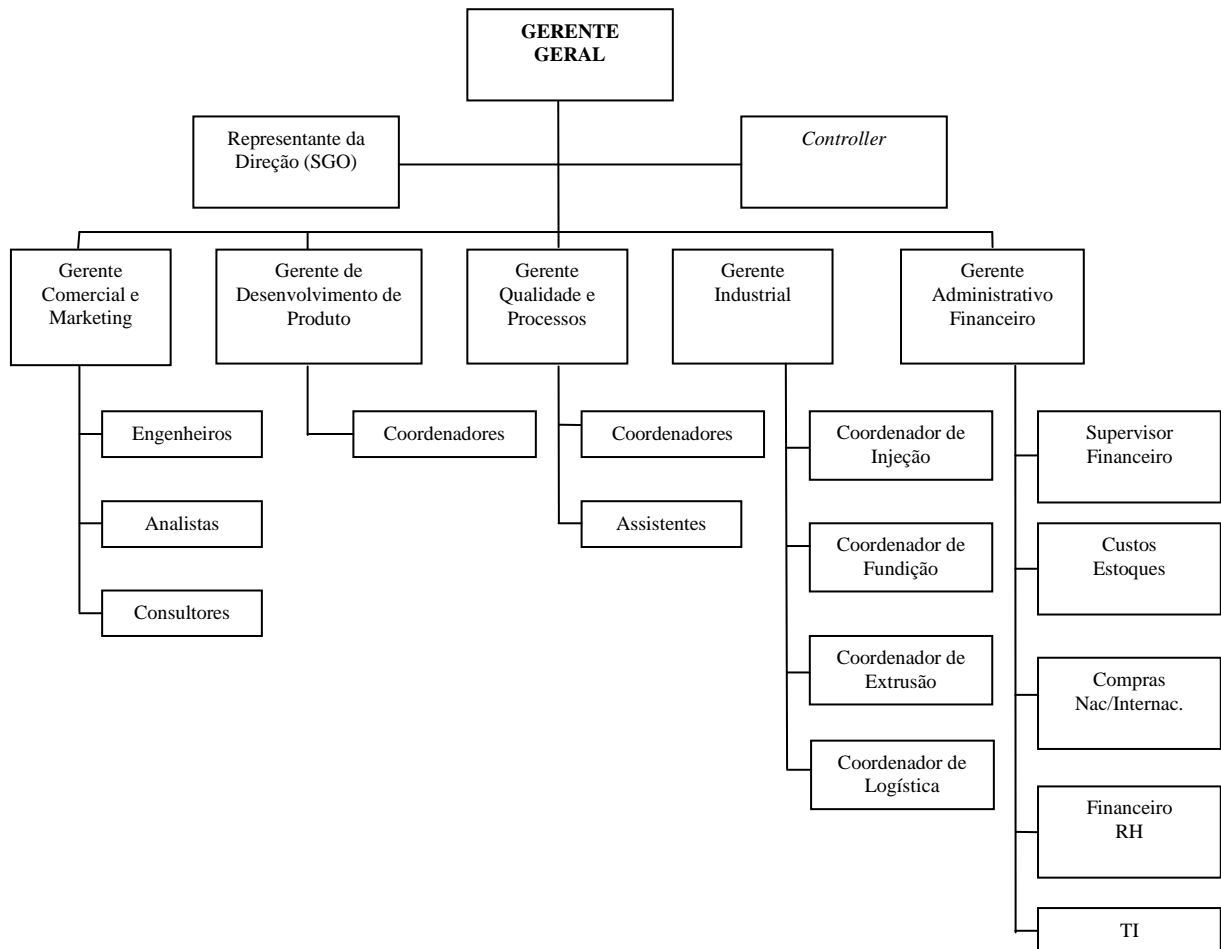 GERENTE
GERAL
Representante da
Direção (SGO)
Controller
Gerente
Comercial e
Marketing
Gerente de
Desenvolvimento de
Produto
Gerente
Qualidade e
Processos
Gerente
Industrial
Gerente
Administrativo
Financeiro
Engenheiros
Analistas
Consultores
Coordenadores
Coordenadores
Assistentes
Coordenador de
Injeção
Coordenador de
Fundição
Coordenador de
Extrusão
Coordenador de
Logística
Supervisor
Financeiro
Custos
Estoques
Compras
Nac/Internac.
Financeiro
RH
TI